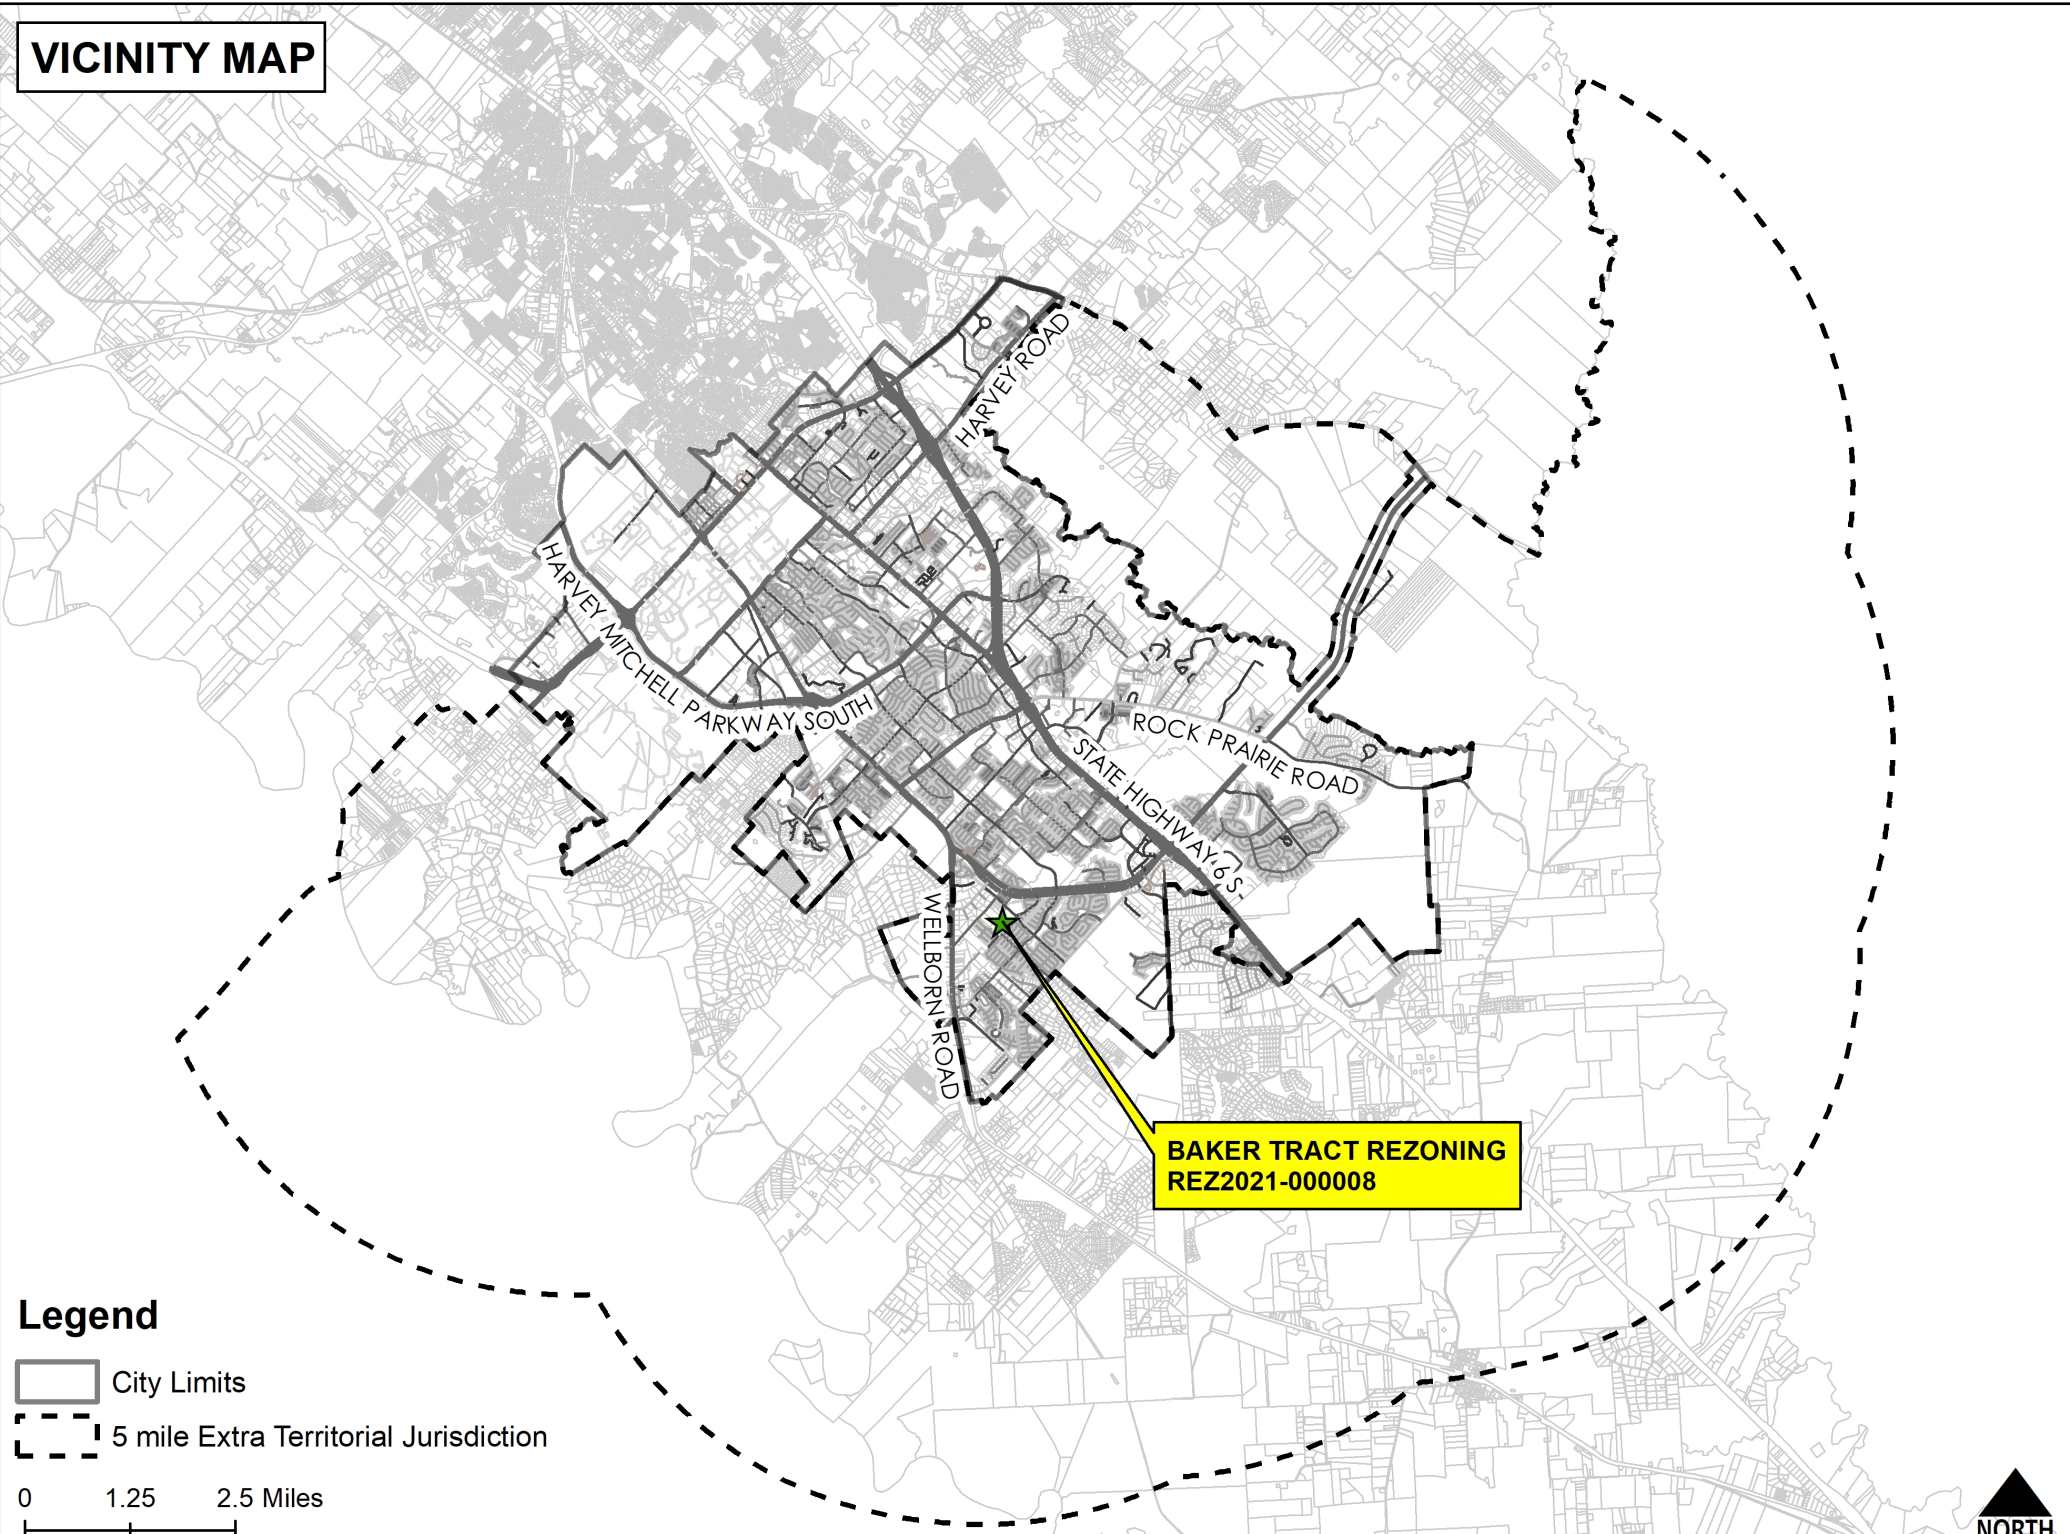 VICINITY MAP
HARVEY ROAD
HARVEY MITCHELL PARKWAY SOUTH
ROCK PRAIRIE ROAD
STATE HIGHWAY 6 S
WELLBORN ROAD
BAKER TRACT REZONING
REZ2021-000008
Legend
City Limits
5 mile Extra Territorial Jurisdiction
0 1.25 2.5 Miles
NORTH